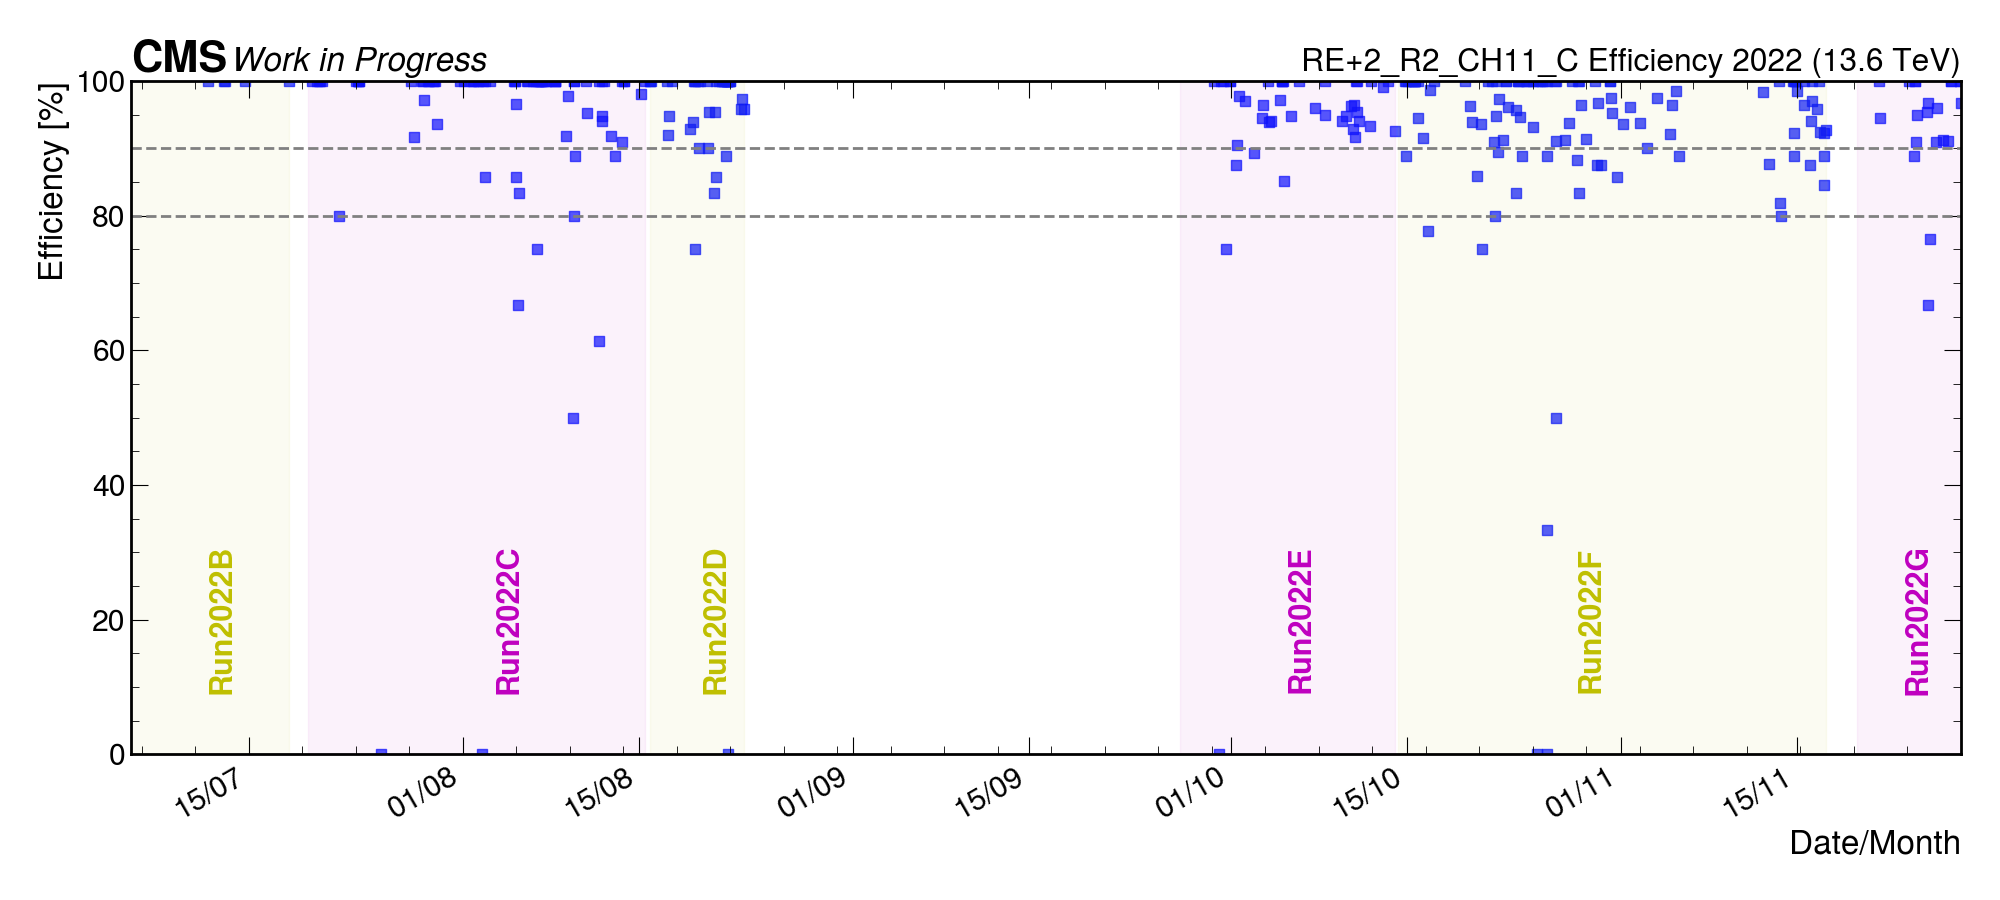 CMS Work in Progress
RE+2_R2_CH11_C Efficiency 2022 (13.6 TeV)
Efficiency [%]
100
80
60
40
20
0
Run2022B
Run2022C
Run2022D
Run2022E
Run2022F
Run2022G
15/07
01/08
15/08
01/09
15/09
01/10
15/10
01/11
15/11
Date/Month